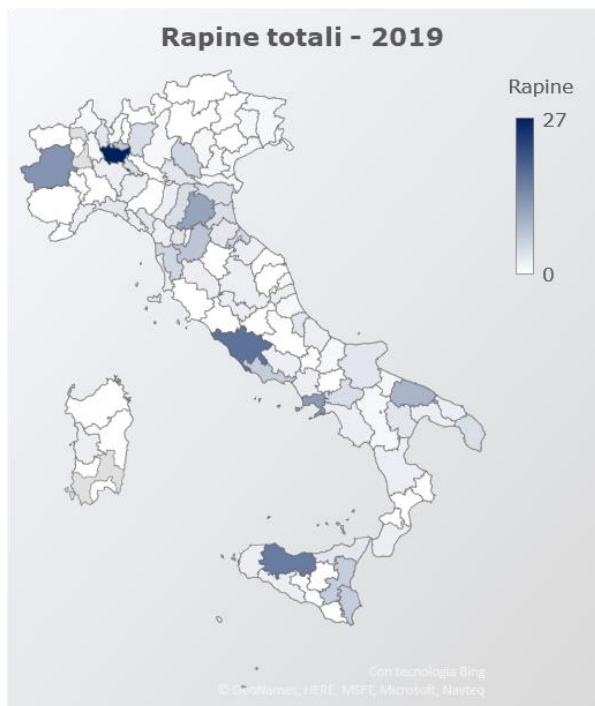 Rapine totali - 2019
Rapine
27
0
Con tecnologia Bing
© GeoNames, HERE, MSFT, Microsoft, Navteq